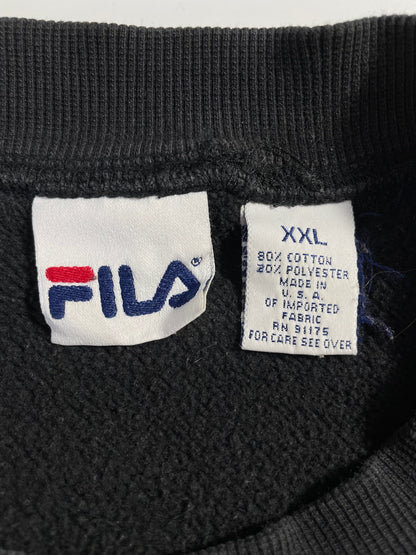 FILA®
XXL
80% COTTON
20% POLYESTER
MADE IN
U. S. A.
OF IMPORTED
FABRIC
RN 91175
FOR CARE SEE OVER